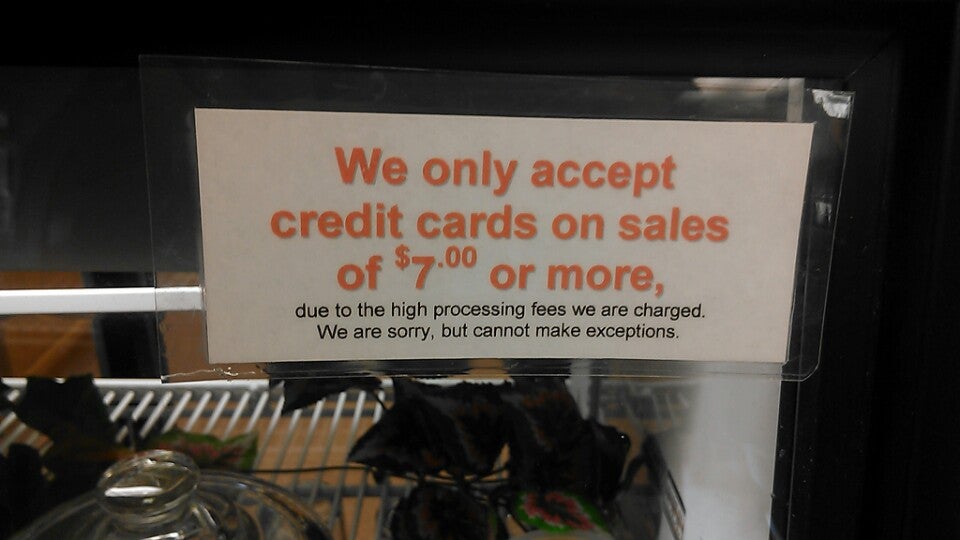 We only accept
credit cards on sales
of $7.00 or more,
due to the high processing fees we are charged.
We are sorry, but cannot make exceptions.